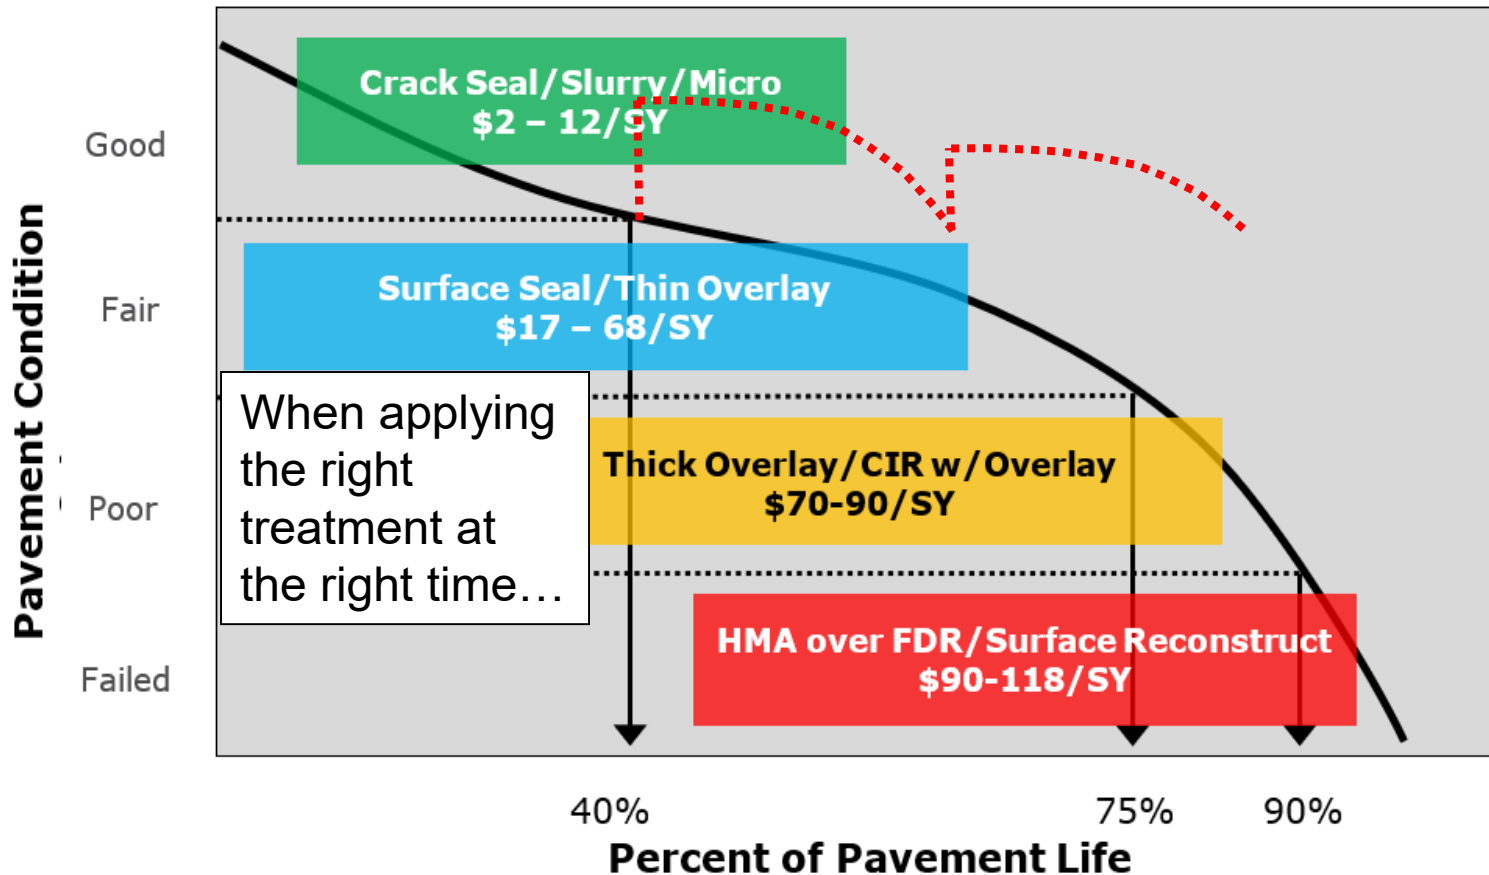 Pavement Condition
Good
Fair
Poor
Failed
Crack Seal/Slurry/Micro
$2 – 12/SY
Surface Seal/Thin Overlay
$17 – 68/SY
When applying
the right
treatment at
the right time…
Thick Overlay/CIR w/Overlay
$70-90/SY
HMA over FDR/Surface Reconstruct
$90-118/SY
40%
75%
90%
Percent of Pavement Life